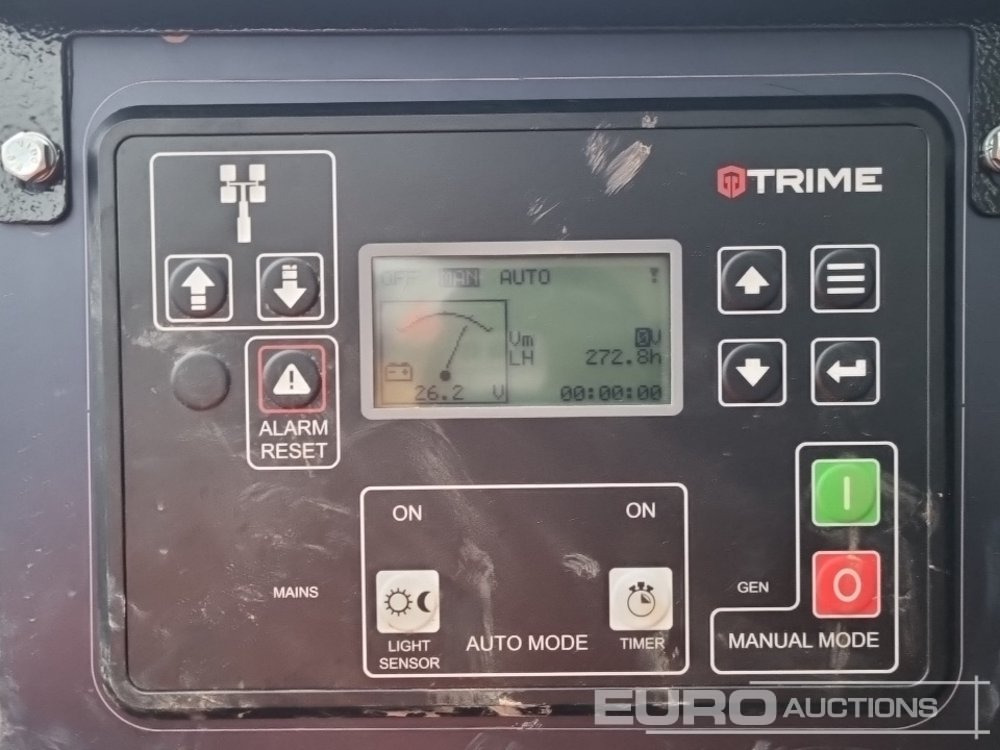 TRIME
OFF MAN AUTO !
Vm 0V
LH 272.8h
26.2 V 00:00:00
ALARM
RESET
ON
ON
I
O
MAINS
GEN
LIGHT
SENSOR
AUTO MODE
TIMER
MANUAL MODE
EURO AUCTIONS